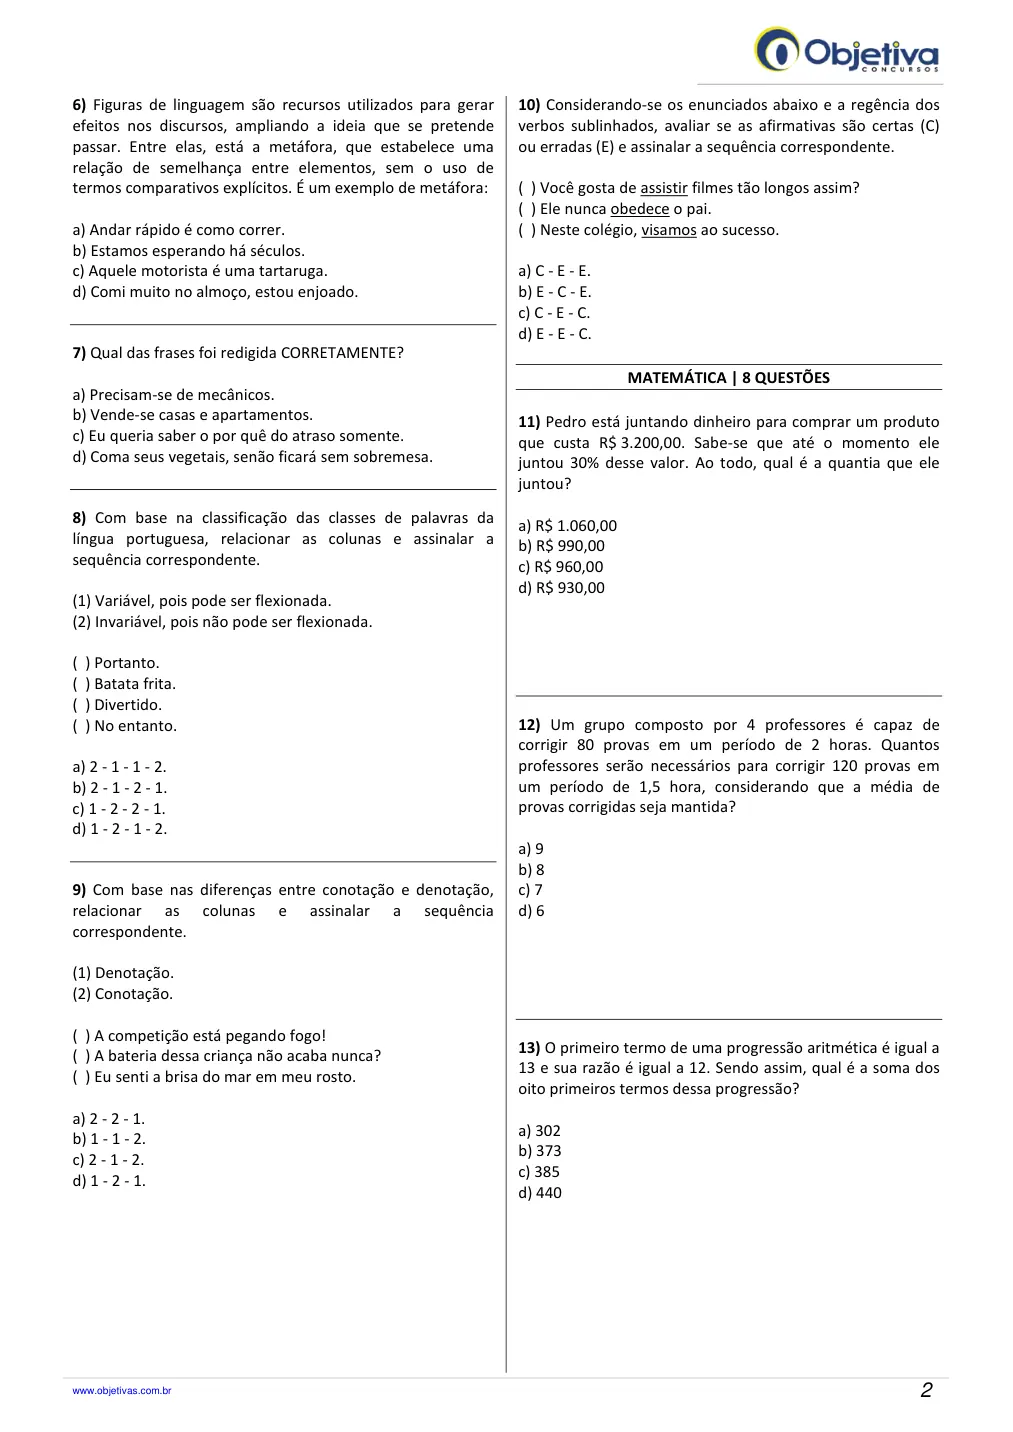 Objetiva
CONCURSOS
6) Figuras de linguagem são recursos utilizados para gerar
efeitos nos discursos, ampliando a ideia que se pretende
passar. Entre elas, está a metáfora, que estabelece uma
relação de semelhança entre elementos, sem o uso de
termos comparativos explícitos. É um exemplo de metáfora:
a) Andar rápido é como correr.
b) Estamos esperando há séculos.
c) Aquele motorista é uma tartaruga.
d) Comi muito no almoço, estou enjoado.
7) Qual das frases foi redigida CORRETAMENTE?
a) Precisam-se de mecânicos.
b) Vende-se casas e apartamentos.
c) Eu queria saber o por quê do atraso somente.
d) Coma seus vegetais, senão ficará sem sobremesa.
8) Com base na classificação das classes de palavras da
língua portuguesa, relacionar as colunas e assinalar a
sequência correspondente.
(1) Variável, pois pode ser flexionada.
(2) Invariável, pois não pode ser flexionada.
( ) Portanto.
( ) Batata frita.
( ) Divertido.
( ) No entanto.
a) 2 - 1 - 1 - 2.
b) 2 - 1 - 2 - 1.
c) 1 - 2 - 2 - 1.
d) 1 - 2 - 1 - 2.
9) Com base nas diferenças entre conotação e denotação,
relacionar as colunas e assinalar a sequência
correspondente.
(1) Denotação.
(2) Conotação.
( ) A competição está pegando fogo!
( ) A bateria dessa criança não acaba nunca?
( ) Eu senti a brisa do mar em meu rosto.
a) 2 - 2 - 1.
b) 1 - 1 - 2.
c) 2 - 1 - 2.
d) 1 - 2 - 1.
10) Considerando-se os enunciados abaixo e a regência dos
verbos sublinhados, avaliar se as afirmativas são certas (C)
ou erradas (E) e assinalar a sequência correspondente.
( ) Você gosta de assistir filmes tão longos assim?
( ) Ele nunca obedece o pai.
( ) Neste colégio, visamos ao sucesso.
a) C - E - E.
b) E - C - E.
c) C - E - C.
d) E - E - C.
MATEMÁTICA | 8 QUESTÕES
11) Pedro está juntando dinheiro para comprar um produto
que custa R$ 3.200,00. Sabe-se que até o momento ele
juntou 30% desse valor. Ao todo, qual é a quantia que ele
juntou?
a) R$ 1.060,00
b) R$ 990,00
c) R$ 960,00
d) R$ 930,00
12) Um grupo composto por 4 professores é capaz de
corrigir 80 provas em um período de 2 horas. Quantos
professores serão necessários para corrigir 120 provas em
um período de 1,5 hora, considerando que a média de
provas corrigidas seja mantida?
a) 9
b) 8
c) 7
d) 6
13) O primeiro termo de uma progressão aritmética é igual a
13 e sua razão é igual a 12. Sendo assim, qual é a soma dos
oito primeiros termos dessa progressão?
a) 302
b) 373
c) 385
d) 440
www.objetivas.com.br
2